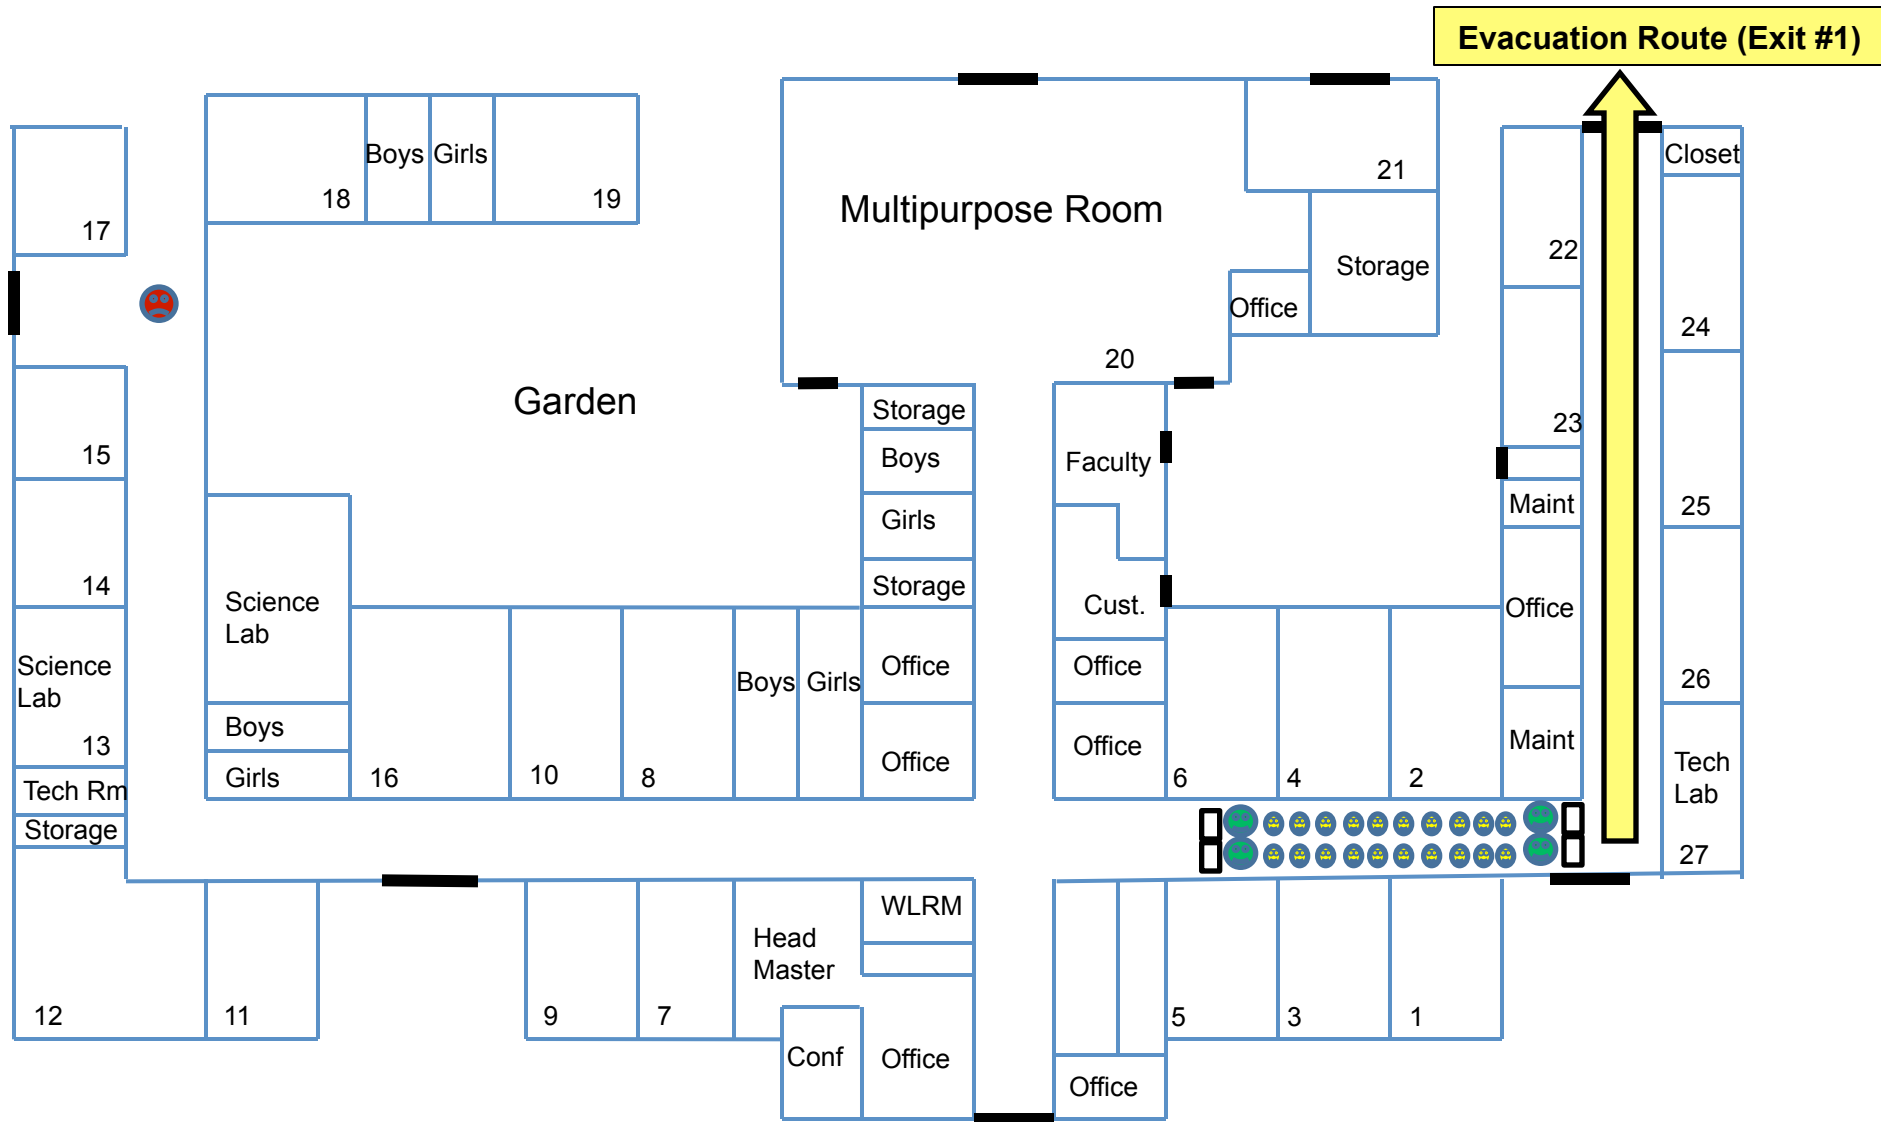 Evacuation Route (Exit #1)
Boys
Girls
Closet
18
19
21
17
Multipurpose Room
22
Storage
Office
24
20
Garden
Storage
23
15
Boys
Faculty
Maint
25
Girls
14
Storage
Science
Lab
Cust.
Office
Science
Lab
Office
Office
Boys
Girls
26
Boys
13
Office
Office
Maint
Tech
Lab
Girls
16
10
8
6
4
2
Tech Rm
Storage
27
WLRM
Head
Master
12
11
9
7
5
3
1
Conf
Office
Office